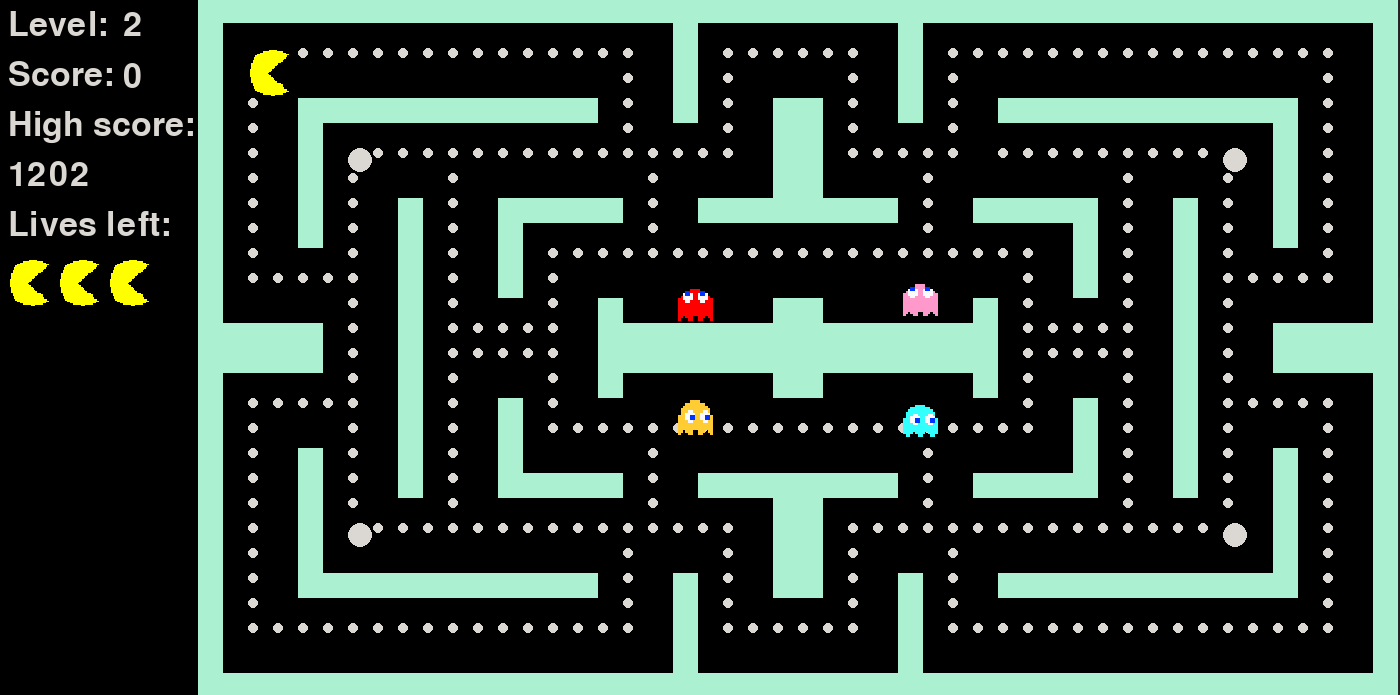 Level: 2
Score: 0
High score:
1202
Lives left: